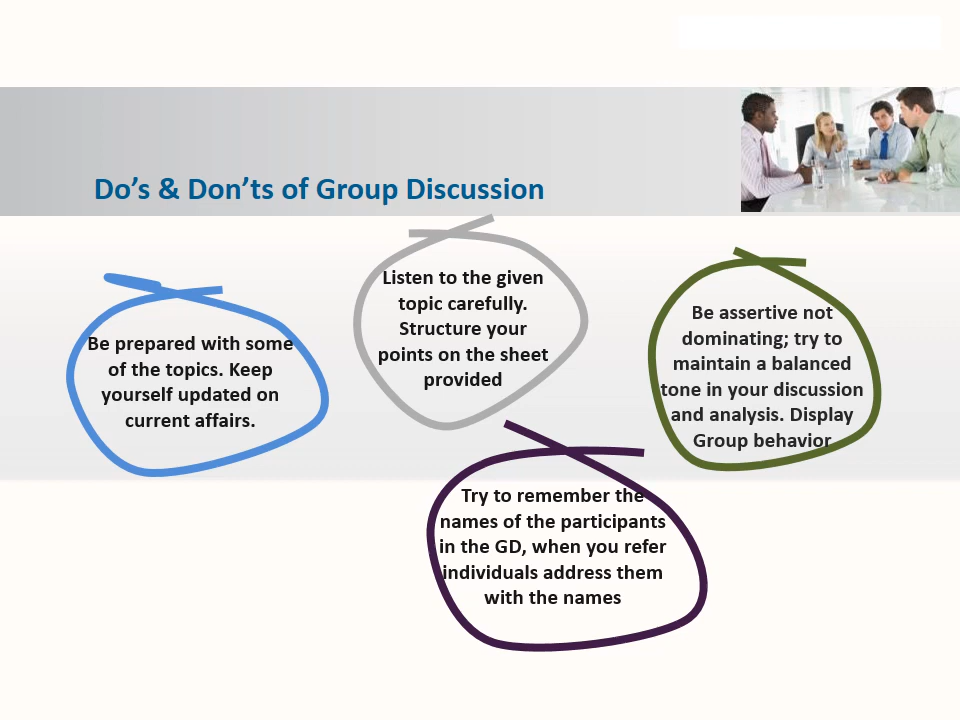 Do's & Don'ts of Group Discussion
Be prepared with some
of the topics. Keep
yourself updated on
current affairs.
Listen to the given
topic carefully.
Structure your
points on the sheet
provided
Be assertive not
dominating; try to
maintain a balanced
tone in your discussion
and analysis. Display
Group behavior
Try to remember the
names of the participants
in the GD, when you refer
individuals address them
with the names